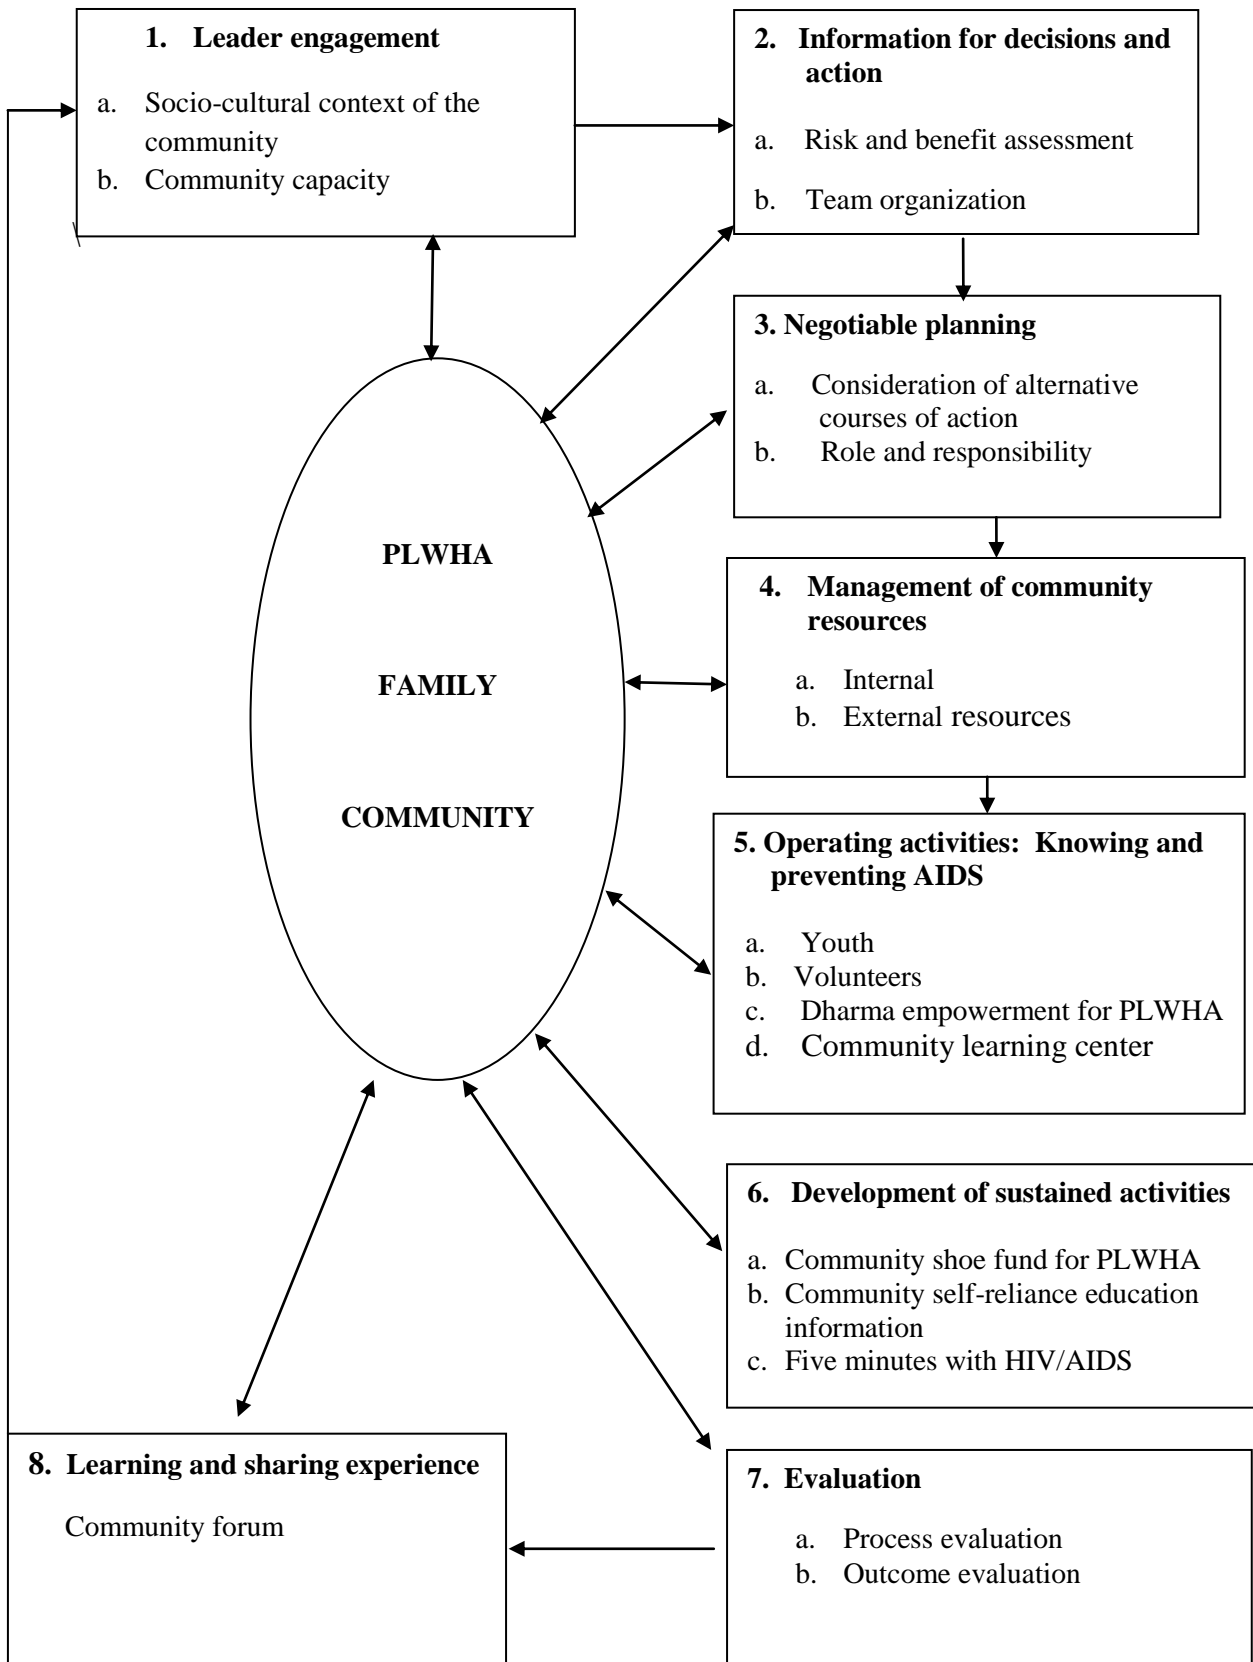 1. Leader engagement
a. Socio-cultural context of the
community
b. Community capacity
2. Information for decisions and
action
a. Risk and benefit assessment
b. Team organization
3. Negotiable planning
a. Consideration of alternative
courses of action
b. Role and responsibility
PLWHA
FAMILY
COMMUNITY
4. Management of community
resources
a. Internal
b. External resources
5. Operating activities: Knowing and
preventing AIDS
a. Youth
b. Volunteers
c. Dharma empowerment for PLWHA
d. Community learning center
6. Development of sustained activities
a. Community shoe fund for PLWHA
b. Community self-reliance education
information
c. Five minutes with HIV/AIDS
7. Evaluation
a. Process evaluation
b. Outcome evaluation
8. Learning and sharing experience
Community forum